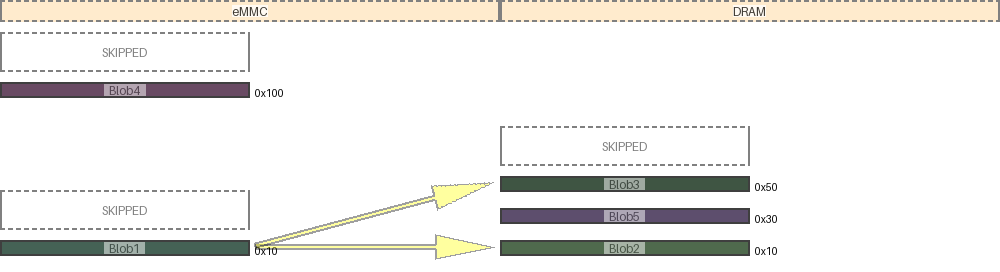 eMMC
DRAM
SKIPPED
Blob4
0x100
SKIPPED
Blob3
0x50
SKIPPED
Blob5
0x30
Blob1
0x10
Blob2
0x10